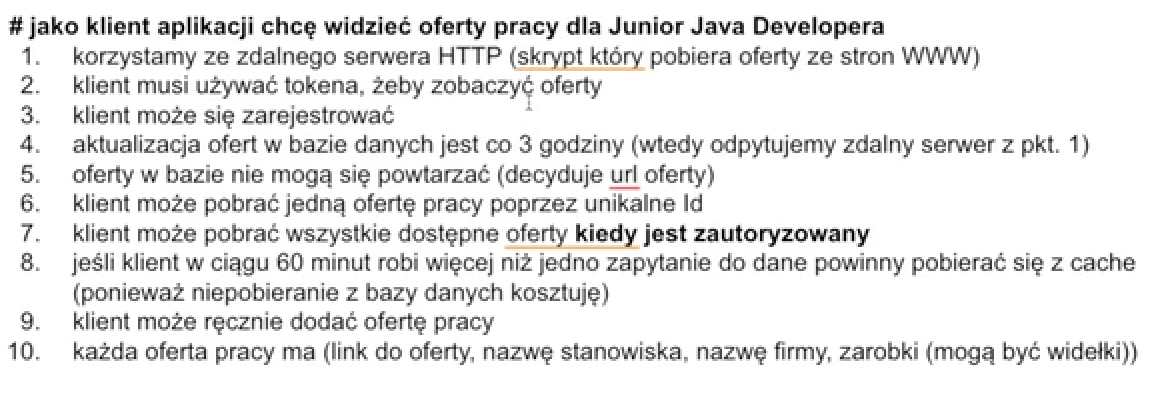 # jako klient aplikacji chcę widzieć oferty pracy dla Junior Java Developera
1. korzystamy ze zdalnego serwera HTTP (skrypt który pobiera oferty ze stron WWW)
2. klient musi używać tokena, żeby zobaczyć oferty
3. klient może się zarejestrować
4. aktualizacja ofert w bazie danych jest co 3 godziny (wtedy odpytujemy zdalny serwer z pkt. 1)
5. oferty w bazie nie mogą się powtarzać (decyduje url oferty)
6. klient może pobrać jedną ofertę pracy poprzez unikalne Id
7. klient może pobrać wszystkie dostępne oferty kiedy jest zautoryzowany
8. jeśli klient w ciągu 60 minut robi więcej niż jedno zapytanie do dane powinny pobierać się z cache
(ponieważ niepobieranie z bazy danych kosztuję)
9. klient może ręcznie dodać ofertę pracy
10. każda oferta pracy ma (link do oferty, nazwę stanowiska, nazwę firmy, zarobki (mogą być widełki))